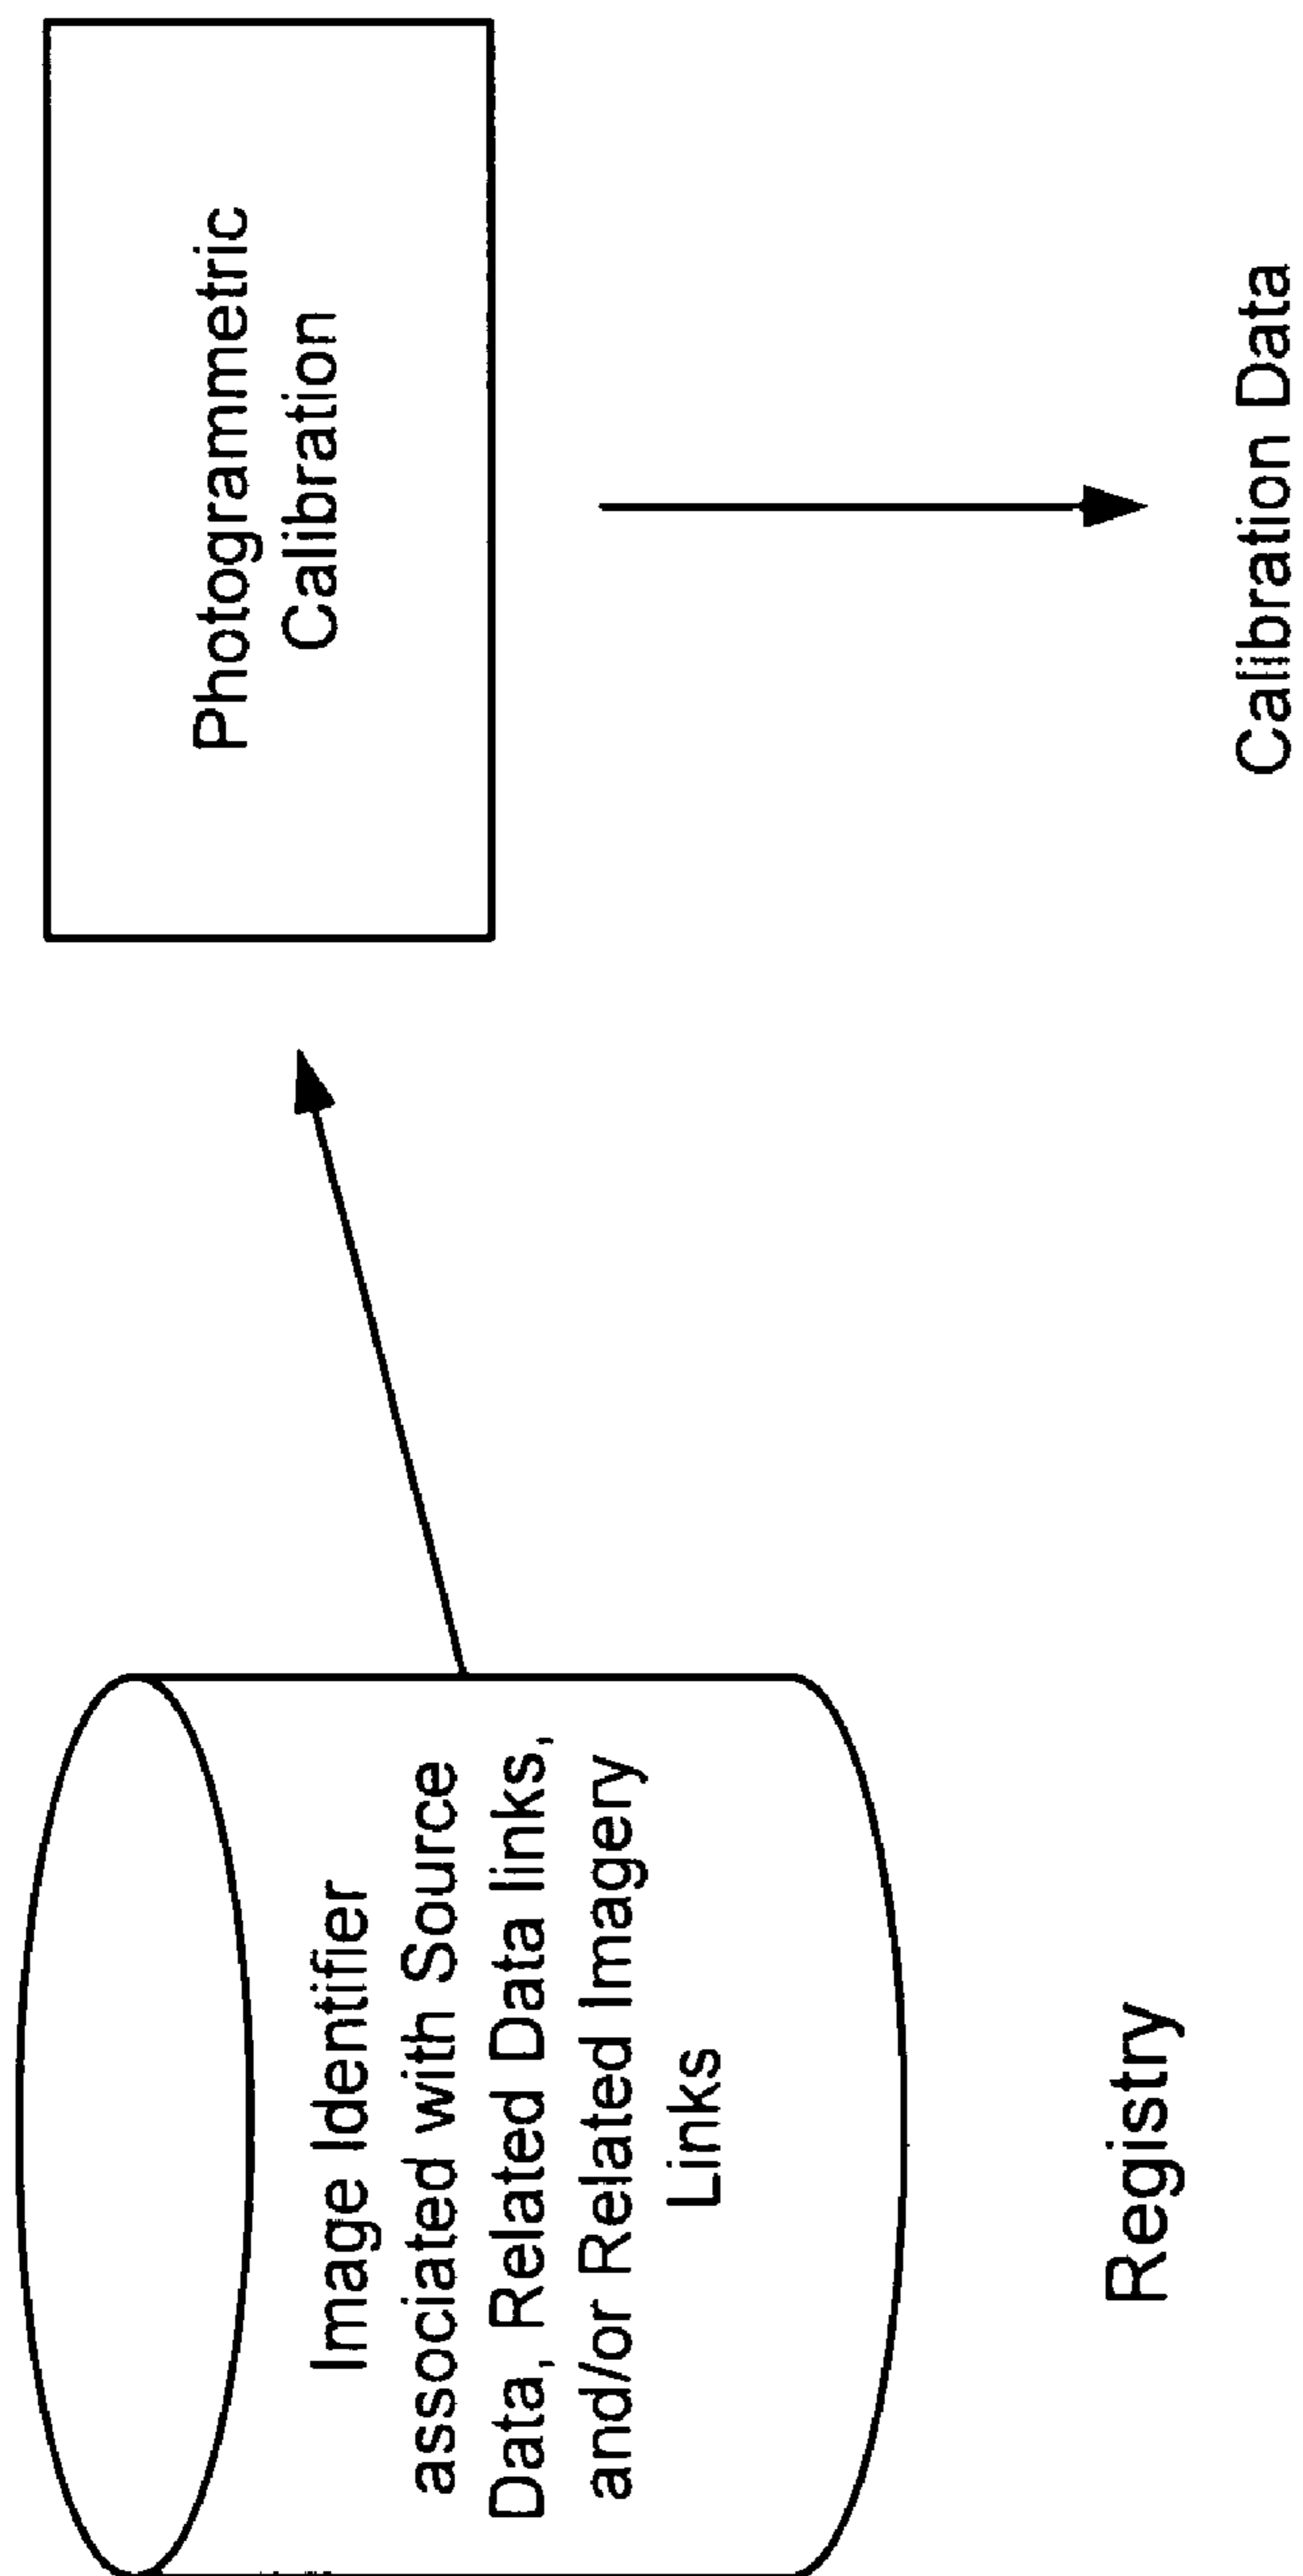 Image Identifier
associated with Source
Data, Related Data links,
and/or Related Imagery
Links
Registry
Photogrammetric
Calibration
Calibration Data